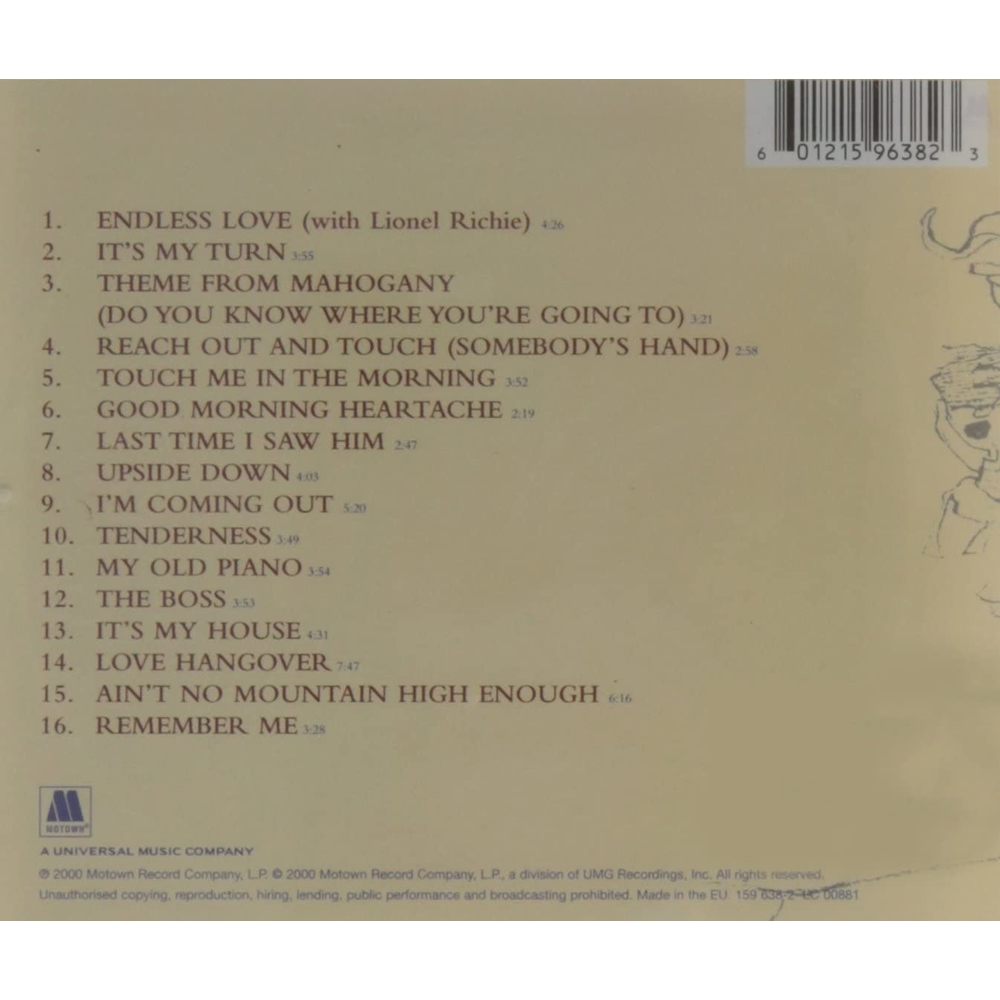 6 01215 96382 3
1. ENDLESS LOVE (with Lionel Richie) 4:26
2. IT'S MY TURN 3:55
3. THEME FROM MAHOGANY
(DO YOU KNOW WHERE YOU'RE GOING TO) 3:21
4. REACH OUT AND TOUCH (SOMEBODY'S HAND) 2:58
5. TOUCH ME IN THE MORNING 3:52
6. GOOD MORNING HEARTACHE 2:19
7. LAST TIME I SAW HIM 2:47
8. UPSIDE DOWN 4:03
9. I'M COMING OUT 5:20
10. TENDERNESS 3:49
11. MY OLD PIANO 3:54
12. THE BOSS 3:53
13. IT'S MY HOUSE 4:31
14. LOVE HANGOVER 7:47
15. AIN'T NO MOUNTAIN HIGH ENOUGH 6:16
16. REMEMBER ME 3:28
MOTOWN®
A UNIVERSAL MUSIC COMPANY
℗ 2000 Motown Record Company, L.P. © 2000 Motown Record Company, L.P., a division of UMG Recordings, Inc. All rights reserved.
Unauthorised copying, reproduction, hiring, lending, public performance and broadcasting prohibited. Made in the EU. 159 638-2 LC 00881